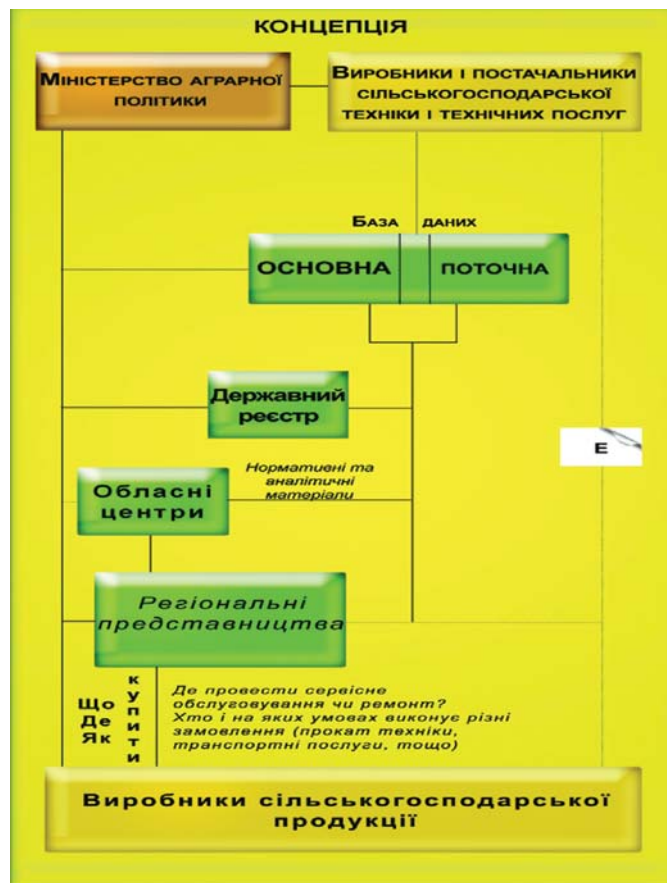 КОНЦЕПЦІЯ
МІНІСТЕРСТВО АГРАРНОЇ
ПОЛІТИКИ
ВИРОБНИКИ І ПОСТАЧАЛЬНИКИ
СІЛЬСЬКОГОСПОДАРСЬКОЇ
ТЕХНІКИ І ТЕХНІЧНИХ ПОСЛУГ
БАЗА ДАНИХ
ОСНОВНА ПОТОЧНА
Державний
реєстр
Е
Нормативні та
аналітичні
матеріали
Обласні
центри
Регіональні
представництва
Що
Де
Як
купити
Де провести сервісне
обслуговування чи ремонт?
Хто і на яких умовах виконує різні
замовлення (прокат техніки,
транспортні послуги, тощо)
Виробники сільськогосподарської
продукції